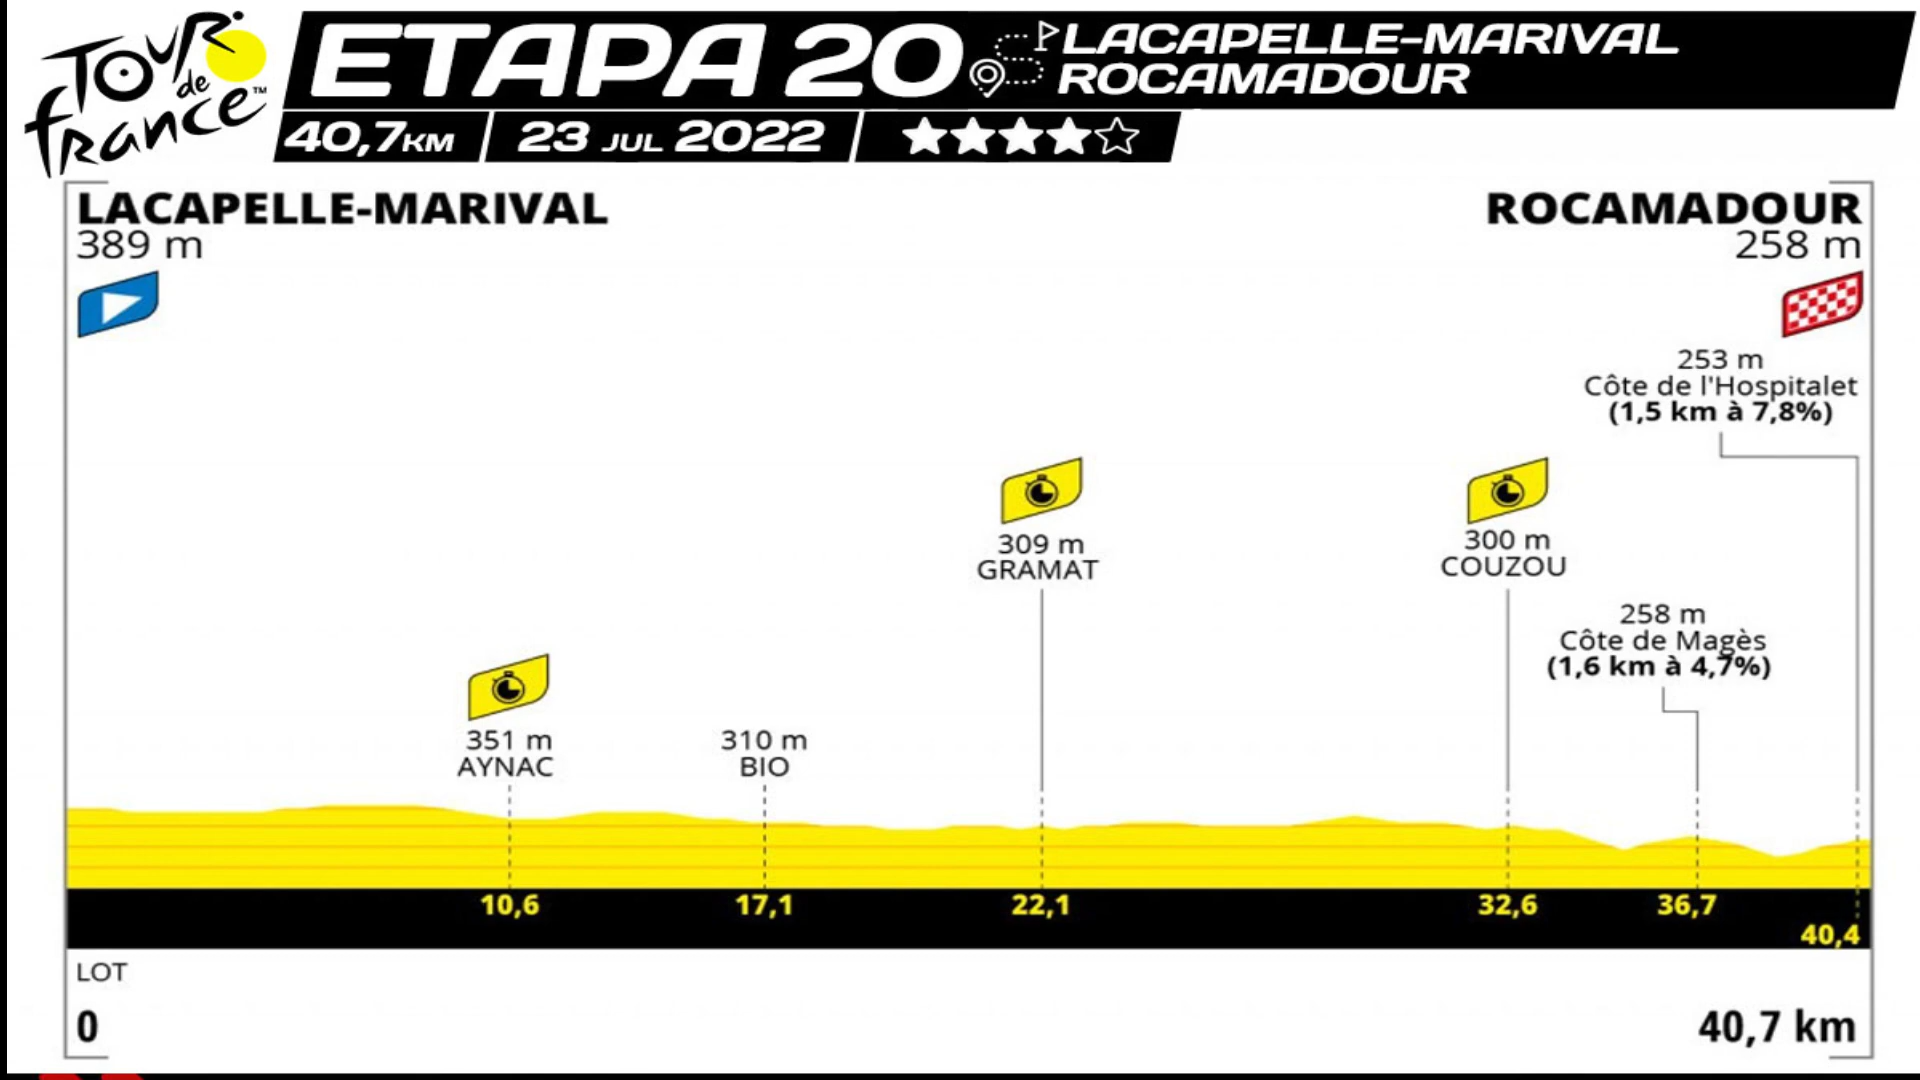 TOUR
de
france™
ETAPA 20
LACAPELLE-MARIVAL
ROCAMADOUR
40,7KM
23 JUL 2022
LACAPELLE-MARIVAL
389 m
ROCAMADOUR
258 m
253 m
Côte de l'Hospitalet
(1,5 km à 7,8%)
309 m
GRAMAT
300 m
COUZOU
258 m
Côte de Magès
(1,6 km à 4,7%)
351 m
AYNAC
310 m
BIO
10,6
17,1
22,1
32,6
36,7
40,4
LOT
0
40,7 km